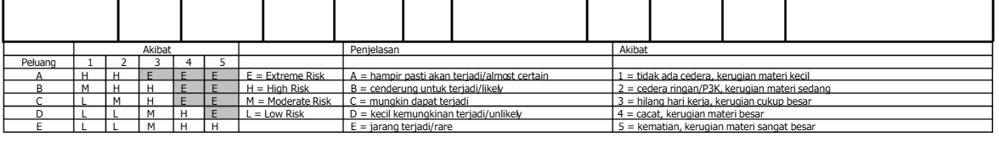 Akibat Penjelasan Akibat
Peluang 1 2 3 4 5
A H H E E E E = Extreme Risk A = hampir pasti akan terjadi/almost certain 1 = tidak ada cedera, kerugian materi kecil
B M H H E E H = High Risk B = cenderung untuk terjadi/likely 2 = cedera ringan/P3K, kerugian materi sedang
C L M H E E M = Moderate Risk C = mungkin dapat terjadi 3 = hilang hari kerja, kerugian cukup besar
D L L M H E L = Low Risk D = kecil kemungkinan terjadi/unlikely 4 = cacat, kerugian materi besar
E L L M H H E = jarang terjadi/rare 5 = kematian, kerugian materi sangat besar